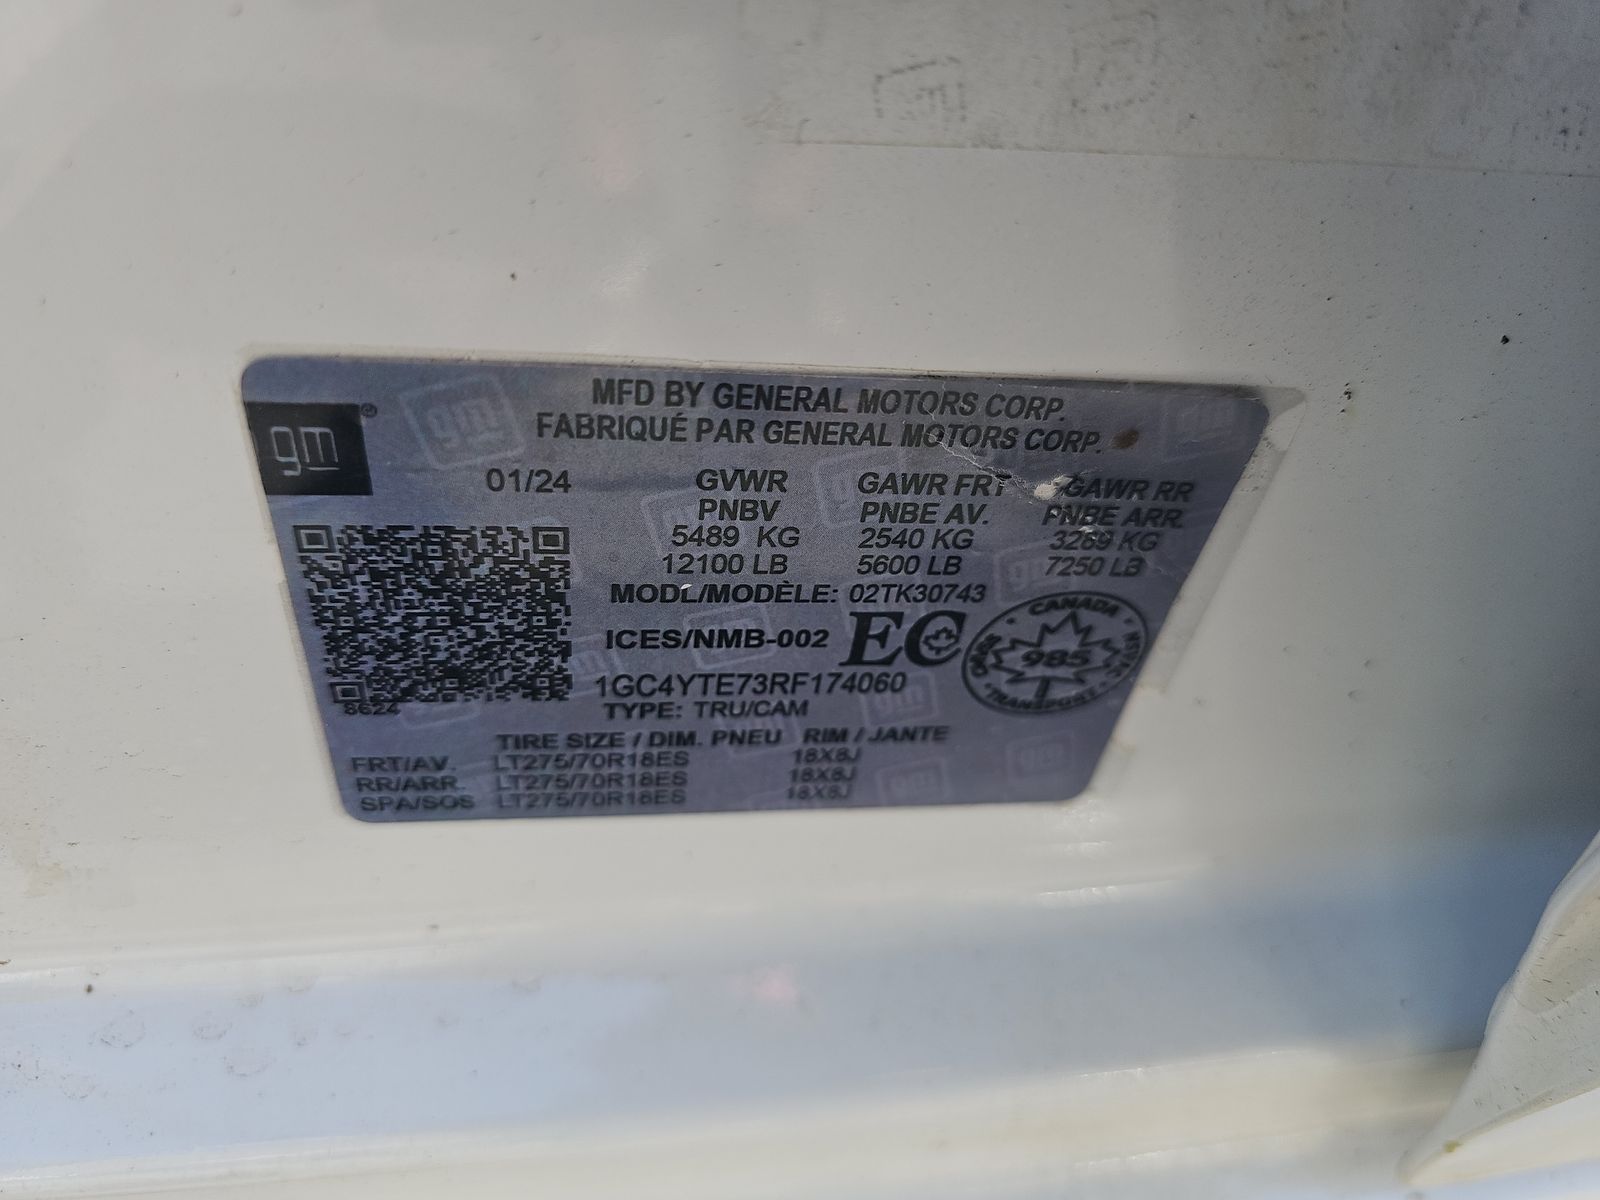 MFD BY GENERAL MOTORS CORP.
FABRIQUÉ PAR GENERAL MOTORS CORP.
gm®
01/24 GVWR GAWR FRT GAWR RR
PNBV PNBE AV. PNBE ARR.
5489 KG 2540 KG 3289 KG
12100 LB 5600 LB 7250 LB
MODL/MODÈLE: 02TK30743
ICES/NMB-002 EC
CANADA
985
TRANSPORT
1GC4YTE73RF174060
8624
TYPE: TRU/CAM
TIRE SIZE / DIM. PNEU RIM / JANTE
FRT/AV. LT275/70R18ES 18X8J
RR/ARR. LT275/70R18ES 18X8J
SPA/SOS LT275/70R18ES 18X8J